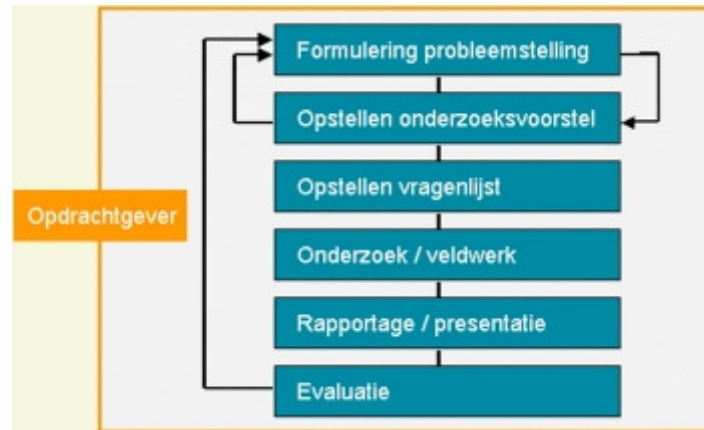 Formulering probleemstelling
Opstellen onderzoeksvoorstel
Opstellen vragenlijst
Opdrachtgever
Onderzoek / veldwerk
Rapportage / presentatie
Evaluatie